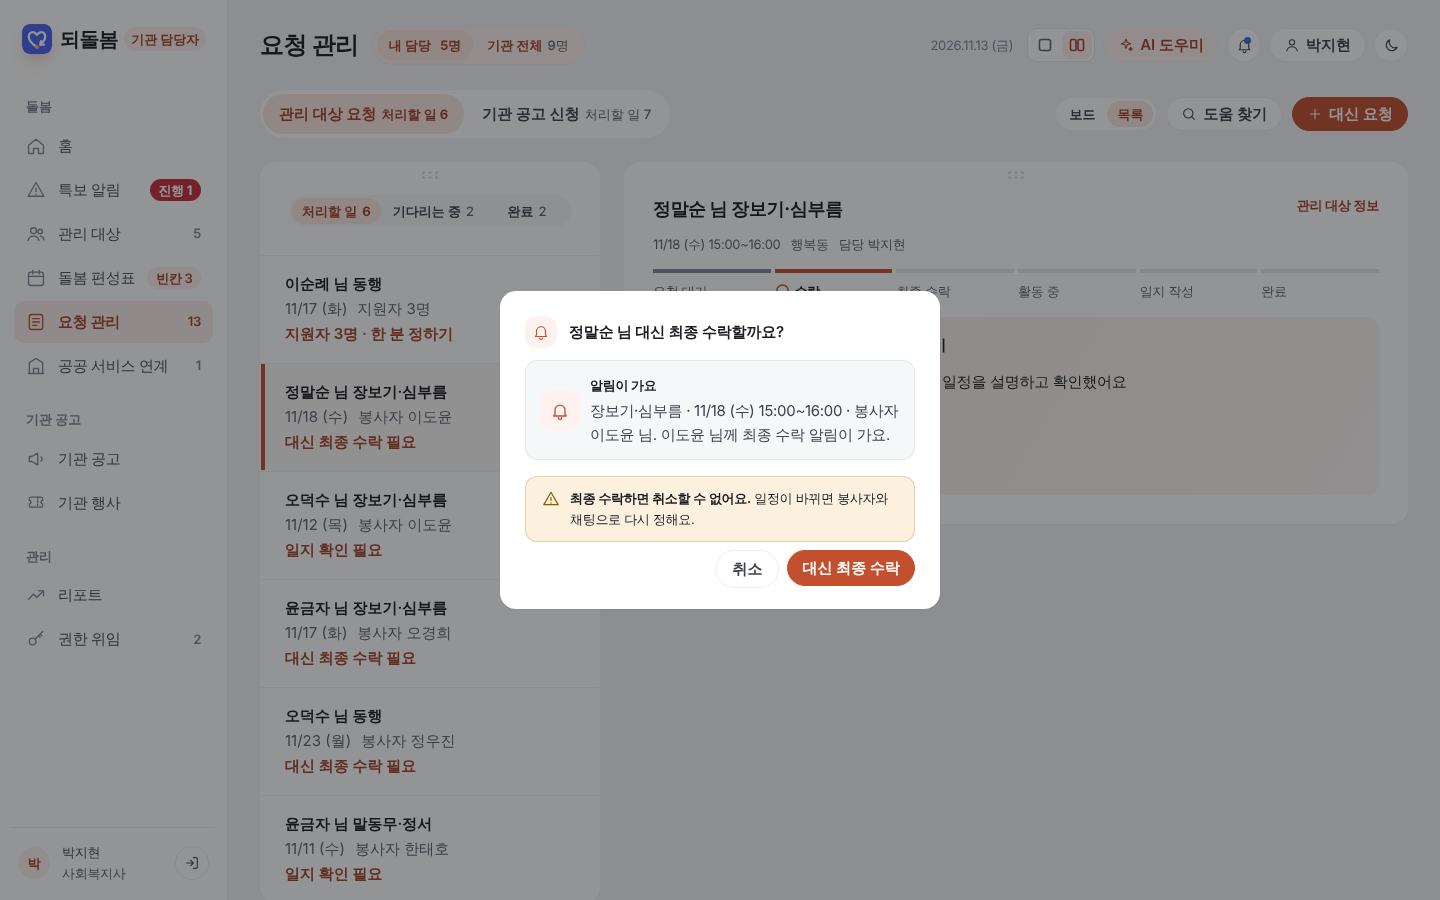 되돌봄 기관 담당자
돌봄
홈
특보 알림 진행 1
관리 대상 5
돌봄 편성표 빈칸 3
요청 관리 13
공공 서비스 연계 1
기관 공고
기관 공고
기관 행사
관리
리포트
권한 위임 2
박
박지현
사회복지사
요청 관리 내 담당 5명 기관 전체 9명
2026.11.13 (금) AI 도우미 박지현
관리 대상 요청 처리할 일 6 기관 공고 신청 처리할 일 7
보드 목록 도움 찾기 대신 요청
처리할 일 6 기다리는 중 2 완료 2
이순례 님 동행
11/17 (화) 지원자 3명
지원자 3명 · 한 분 정하기
정말순 님 장보기·심부름
11/18 (수) 봉사자 이도윤
대신 최종 수락 필요
오덕수 님 장보기·심부름
11/12 (목) 봉사자 이도윤
일지 확인 필요
윤금자 님 장보기·심부름
11/17 (화) 봉사자 오경희
대신 최종 수락 필요
오덕수 님 동행
11/23 (월) 봉사자 정우진
대신 최종 수락 필요
윤금자 님 말동무·정서
11/11 (수) 봉사자 한태호
일지 확인 필요
정말순 님 장보기·심부름 관리 대상 정보
11/18 (수) 15:00~16:00 행복동 담당 박지현
활동 중 일지 작성 완료
일정을 설명하고 확인했어요
정말순 님 대신 최종 수락할까요?
알림이 가요
장보기·심부름 · 11/18 (수) 15:00~16:00 · 봉사자
이도윤 님. 이도윤 님께 최종 수락 알림이 가요.
최종 수락하면 취소할 수 없어요. 일정이 바뀌면 봉사자와
채팅으로 다시 정해요.
취소 대신 최종 수락